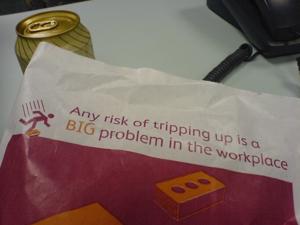 Any risk of tripping up is a
BIG problem in the workplace